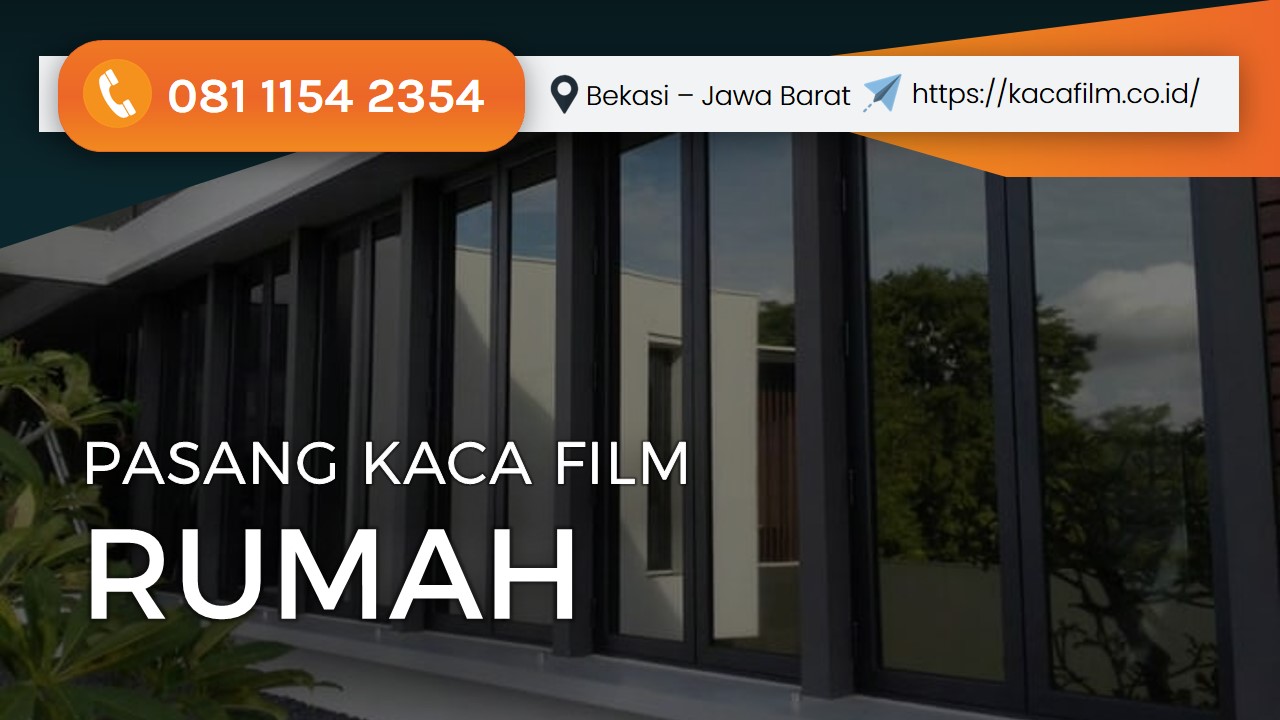 081 1154 2354
Bekasi – Jawa Barat
https://kacafilm.co.id/
PASANG KACA FILM
RUMAH